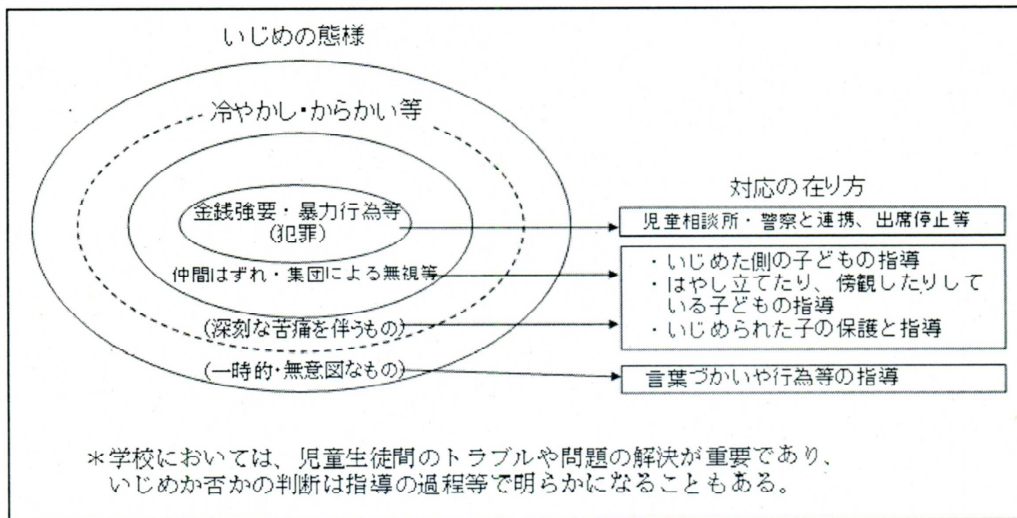 いじめの態様
冷やかし・からかい等
金銭強要・暴力行為等
(犯罪)
仲間はずれ・集団による無視等
(深刻な苦痛を伴うもの)
(一時的・無意図なもの)
対応の在り方
児童相談所・警察と連携、出席停止等
・いじめた側の子どもの指導
・はやし立てたり、傍観したりして
いる子どもの指導
・いじめられた子の保護と指導
言葉づかいや行為等の指導
＊学校においては、児童生徒間のトラブルや問題の解決が重要であり、
いじめか否かの判断は指導の過程等で明らかになることもある。